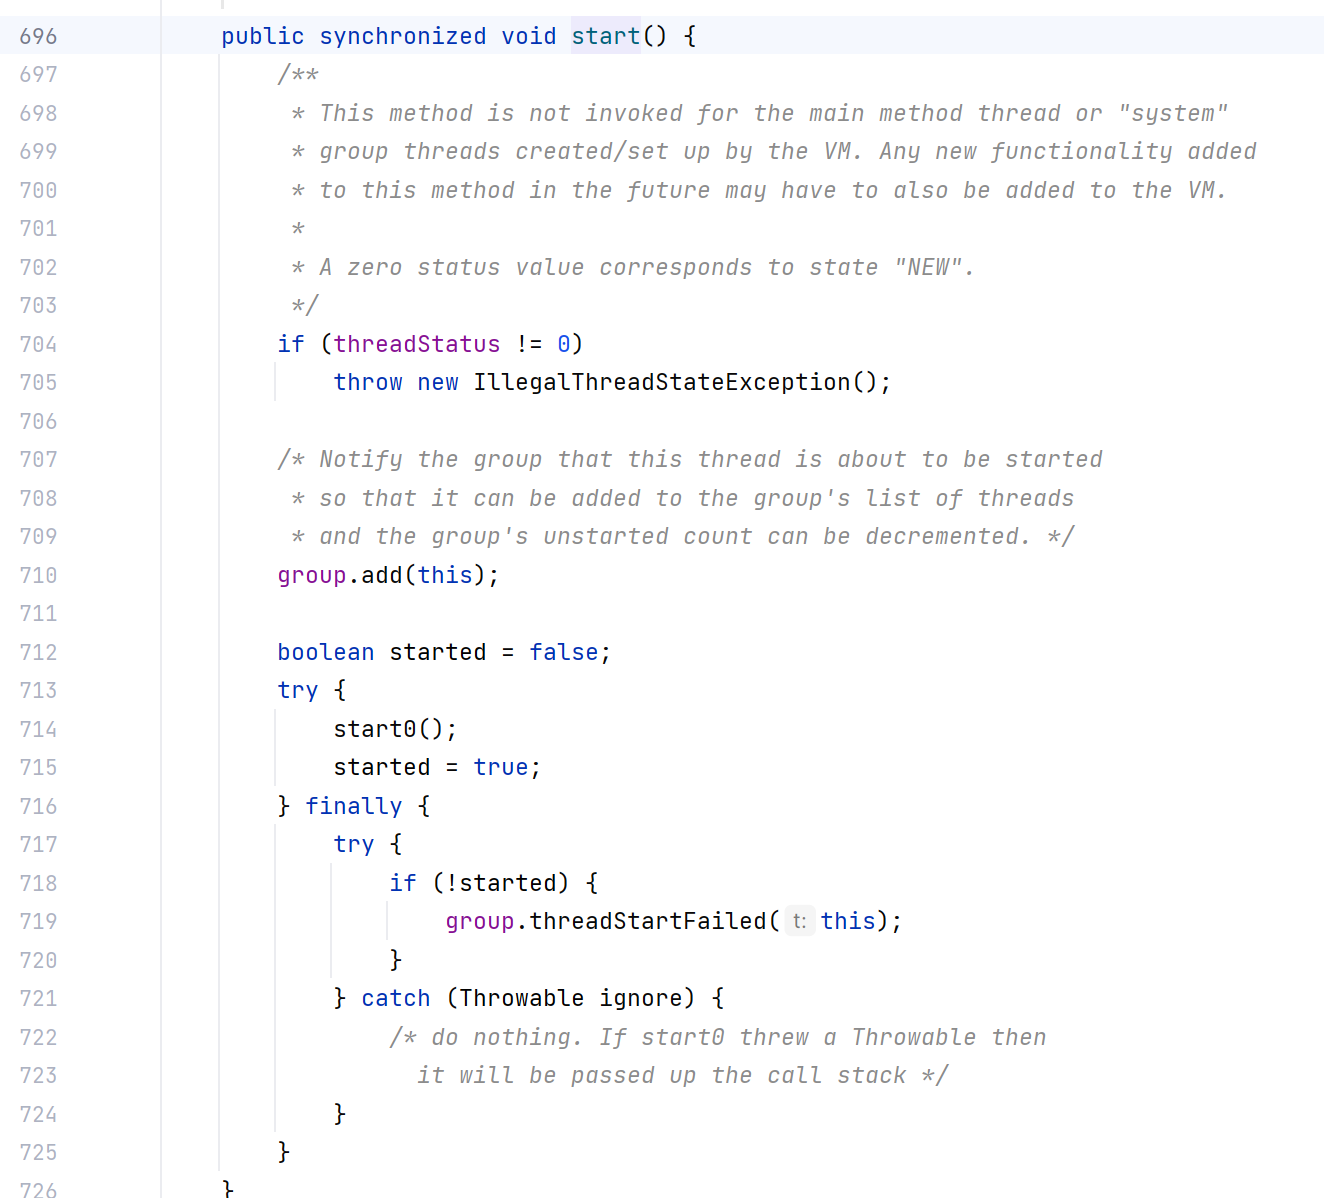 696 public synchronized void start() {
697 /**
698 * This method is not invoked for the main method thread or "system"
699 * group threads created/set up by the VM. Any new functionality added
700 * to this method in the future may have to also be added to the VM.
701 *
702 * A zero status value corresponds to state "NEW".
703 */
704 if (threadStatus != 0)
705 throw new IllegalThreadStateException();
706
707 /* Notify the group that this thread is about to be started
708 * so that it can be added to the group's list of threads
709 * and the group's unstarted count can be decremented. */
710 group.add(this);
711
712 boolean started = false;
713 try {
714 start0();
715 started = true;
716 } finally {
717 try {
718 if (!started) {
719 group.threadStartFailed( t: this);
720 }
721 } catch (Throwable ignore) {
722 /* do nothing. If start0 threw a Throwable then
723 it will be passed up the call stack */
724 }
725 }
726 }